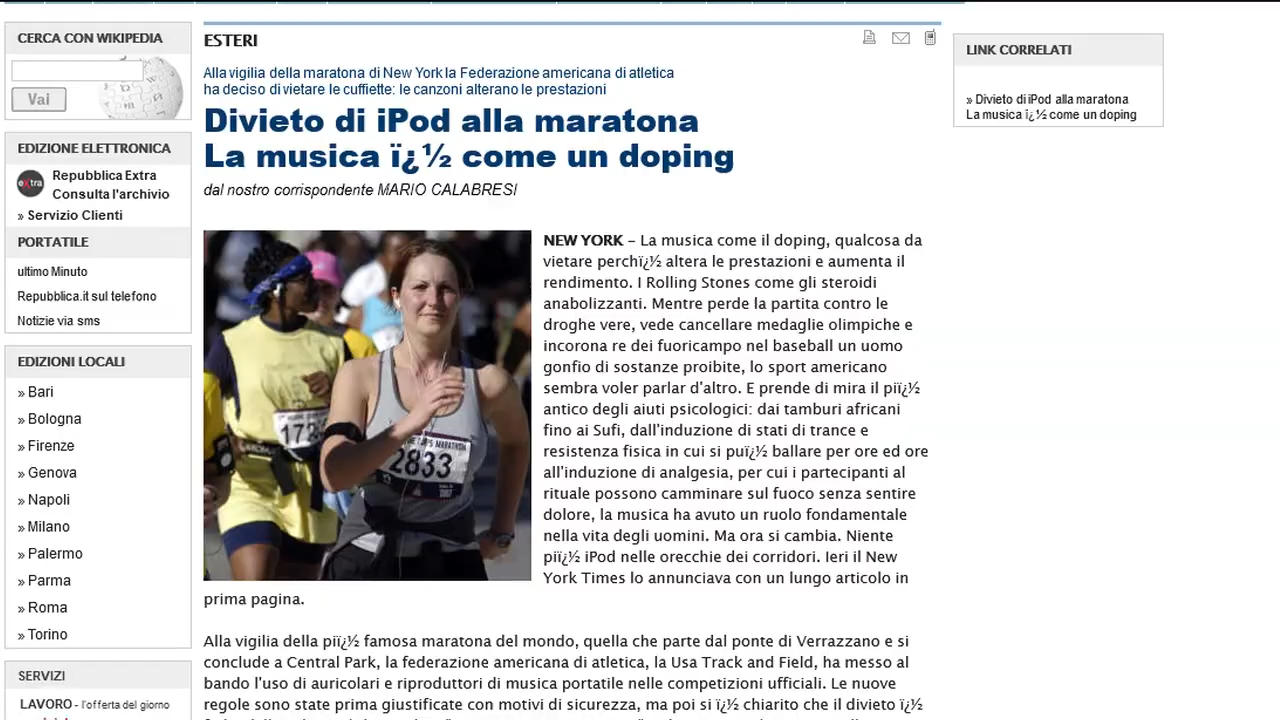 CERCA CON WIKIPEDIA
Vai
EDIZIONE ELETTRONICA
extra
Repubblica Extra
Consulta l'archivio
» Servizio Clienti
PORTATILE
ultimo Minuto
Repubblica.it sul telefono
Notizie via sms
EDIZIONI LOCALI
» Bari
» Bologna
» Firenze
» Genova
» Napoli
» Milano
» Palermo
» Parma
» Roma
» Torino
SERVIZI
LAVORO - l'offerta del giorno
ESTERI
Alla vigilia della maratona di New York la Federazione americana di atletica
ha deciso di vietare le cuffiette: le canzoni alterano le prestazioni
Divieto di iPod alla maratona
La musica ï¿½ come un doping
dal nostro corrispondente MARIO CALABRESI
172
MARATHON
2833
NEW YORK - La musica come il doping, qualcosa da
vietare perchï¿½ altera le prestazioni e aumenta il
rendimento. I Rolling Stones come gli steroidi
anabolizzanti. Mentre perde la partita contro le
droghe vere, vede cancellare medaglie olimpiche e
incorona re dei fuoricampo nel baseball un uomo
gonfio di sostanze proibite, lo sport americano
sembra voler parlar d'altro. E prende di mira il piï¿½
antico degli aiuti psicologici: dai tamburi africani
fino ai Sufi, dall'induzione di stati di trance e
resistenza fisica in cui si puï¿½ ballare per ore ed ore
all'induzione di analgesia, per cui i partecipanti al
rituale possono camminare sul fuoco senza sentire
dolore, la musica ha avuto un ruolo fondamentale
nella vita degli uomini. Ma ora si cambia. Niente
piï¿½ iPod nelle orecchie dei corridori. Ieri il New
York Times lo annunciava con un lungo articolo in
prima pagina.
Alla vigilia della piï¿½ famosa maratona del mondo, quella che parte dal ponte di Verrazzano e si
conclude a Central Park, la federazione americana di atletica, la Usa Track and Field, ha messo al
bando l'uso di auricolari e riproduttori di musica portatile nelle competizioni ufficiali. Le nuove
regole sono state prima giustificate con motivi di sicurezza, ma poi si ï¿½ chiarito che il divieto ï¿½
LINK CORRELATI
» Divieto di iPod alla maratona
La musica ï¿½ come un doping